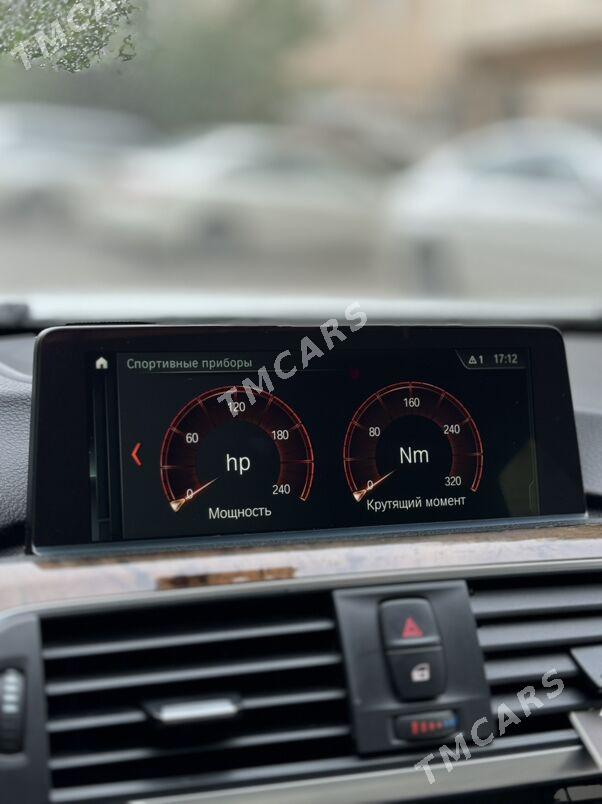 TMCARS
Спортивные приборы
1 17:12
TMCARS
120
60 180
hp
0 240
Мощность
160
80 240
Nm
0 320
Крутящий момент
TMCARS